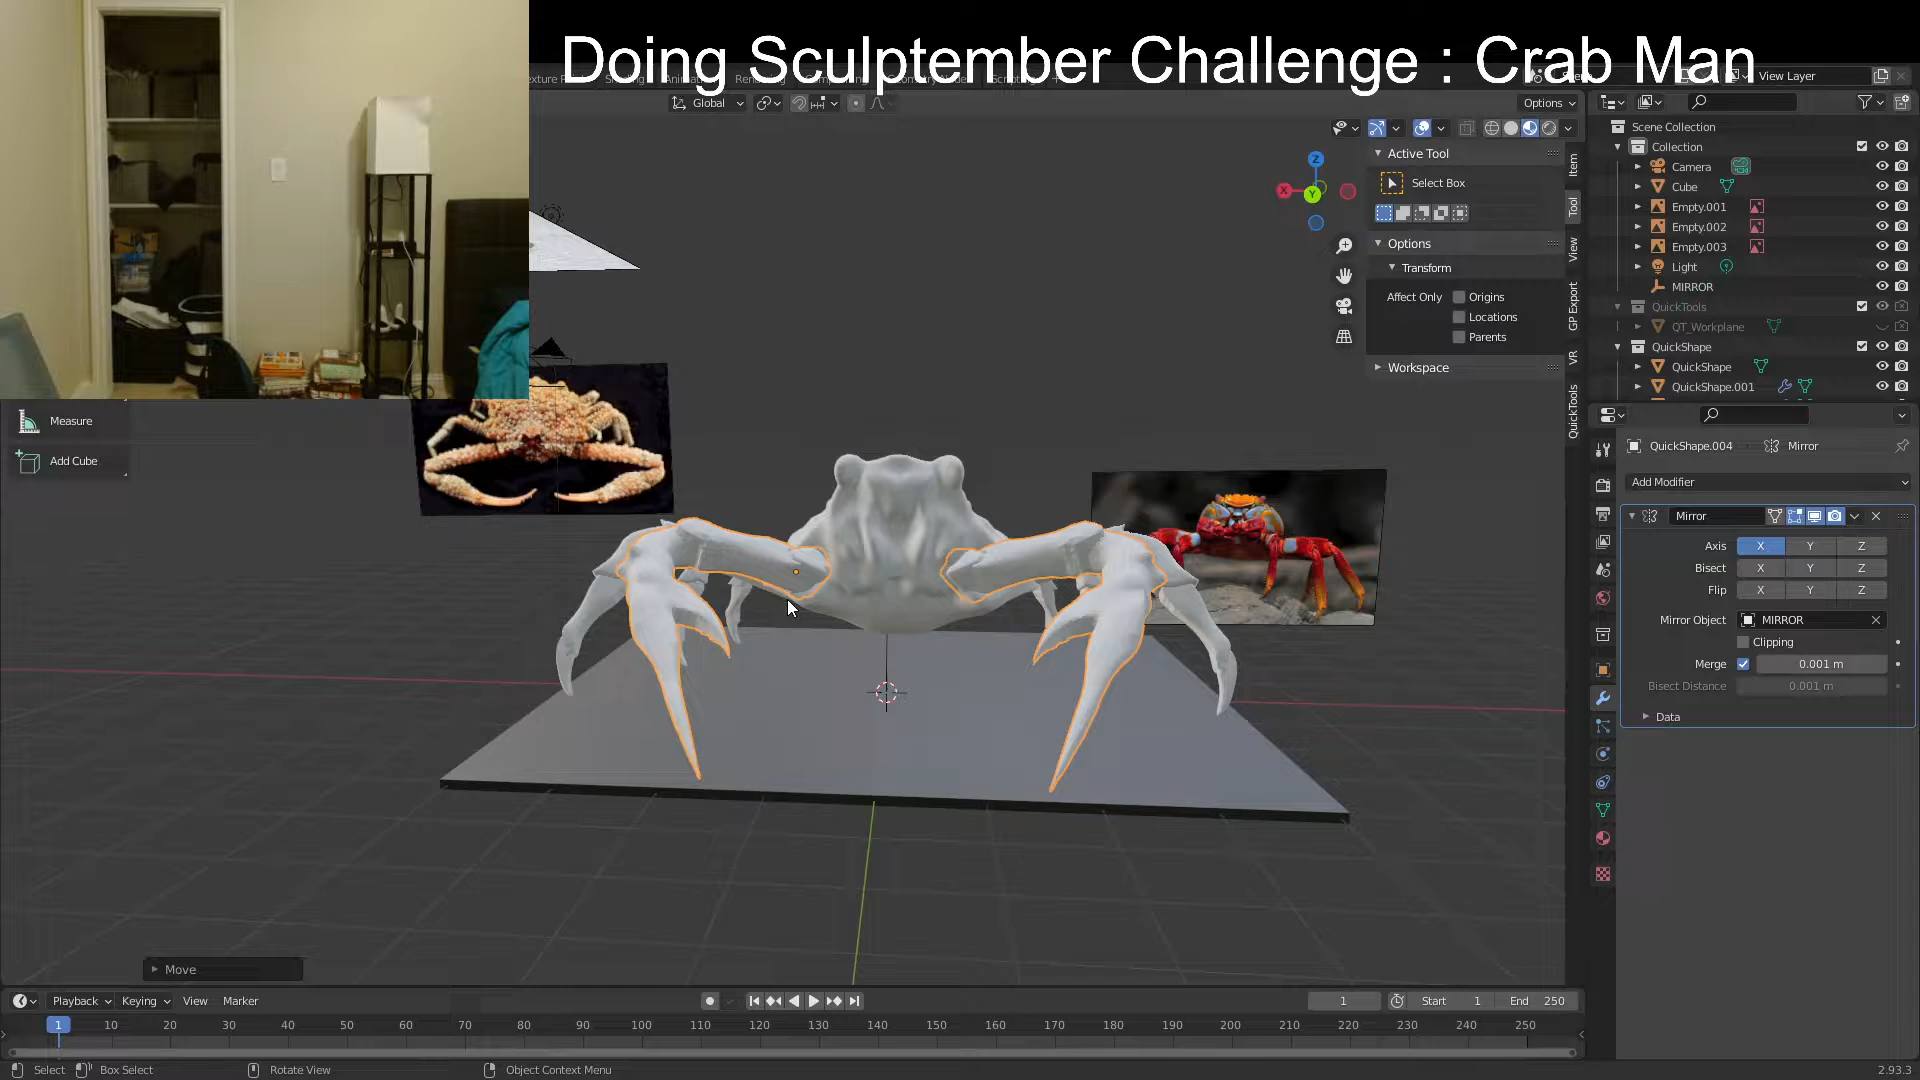 Doing Sculptember Challenge : Crab Man
View Layer
Global
Options
Measure
Add Cube
Active Tool
Select Box
Options
Transform
Affect Only
Origins
Locations
Parents
Workspace
Item
Tool
View
GP Export
VR
QuickTools
X
Y
Z
Scene Collection
Collection
Camera
Cube
Empty.001
Empty.002
Empty.003
Light
MIRROR
QuickTools
QT_Workplane
QuickShape
QuickShape
QuickShape.001
QuickShape.004 Mirror
Add Modifier
Mirror
Axis X Y Z
Bisect X Y Z
Flip X Y Z
Mirror Object MIRROR
Clipping
Merge 0.001 m
Bisect Distance 0.001 m
Data
Move
Playback Keying View Marker
1 Start 1 End 250
1 10 20 30 40 50 60 70 80 90 100 110 120 130 140 150 160 170 180 190 200 210 220 230 240 250
Select Box Select Rotate View Object Context Menu 2.93.3